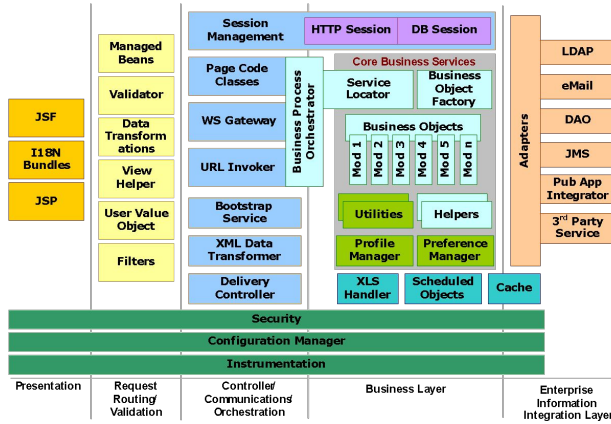 Session
Management
HTTP Session
DB Session
Managed
Beans
Validator
Data
Transform
ations
View
Helper
User Value
Object
Filters
JSF
I18N
Bundles
JSP
Page Code
Classes
WS Gateway
URL Invoker
Bootstrap
Service
XML Data
Transformer
Delivery
Controller
Business Process
Orchestrator
Core Business Services
Service
Locator
Business
Object
Factory
Business Objects
Mod 1
Mod 2
Mod 3
Mod 4
Mod 5
Mod n
Utilities
Helpers
Profile
Manager
Preference
Manager
XLS
Handler
Scheduled
Objects
Cache
Adapters
LDAP
eMail
DAO
JMS
Pub App
Integrator
3rd Party
Service
Security
Configuration Manager
Instrumentation
Presentation
Request
Routing/
Validation
Controller/
Communications/
Orchestration
Business Layer
Enterprise
Information
Integration Layer